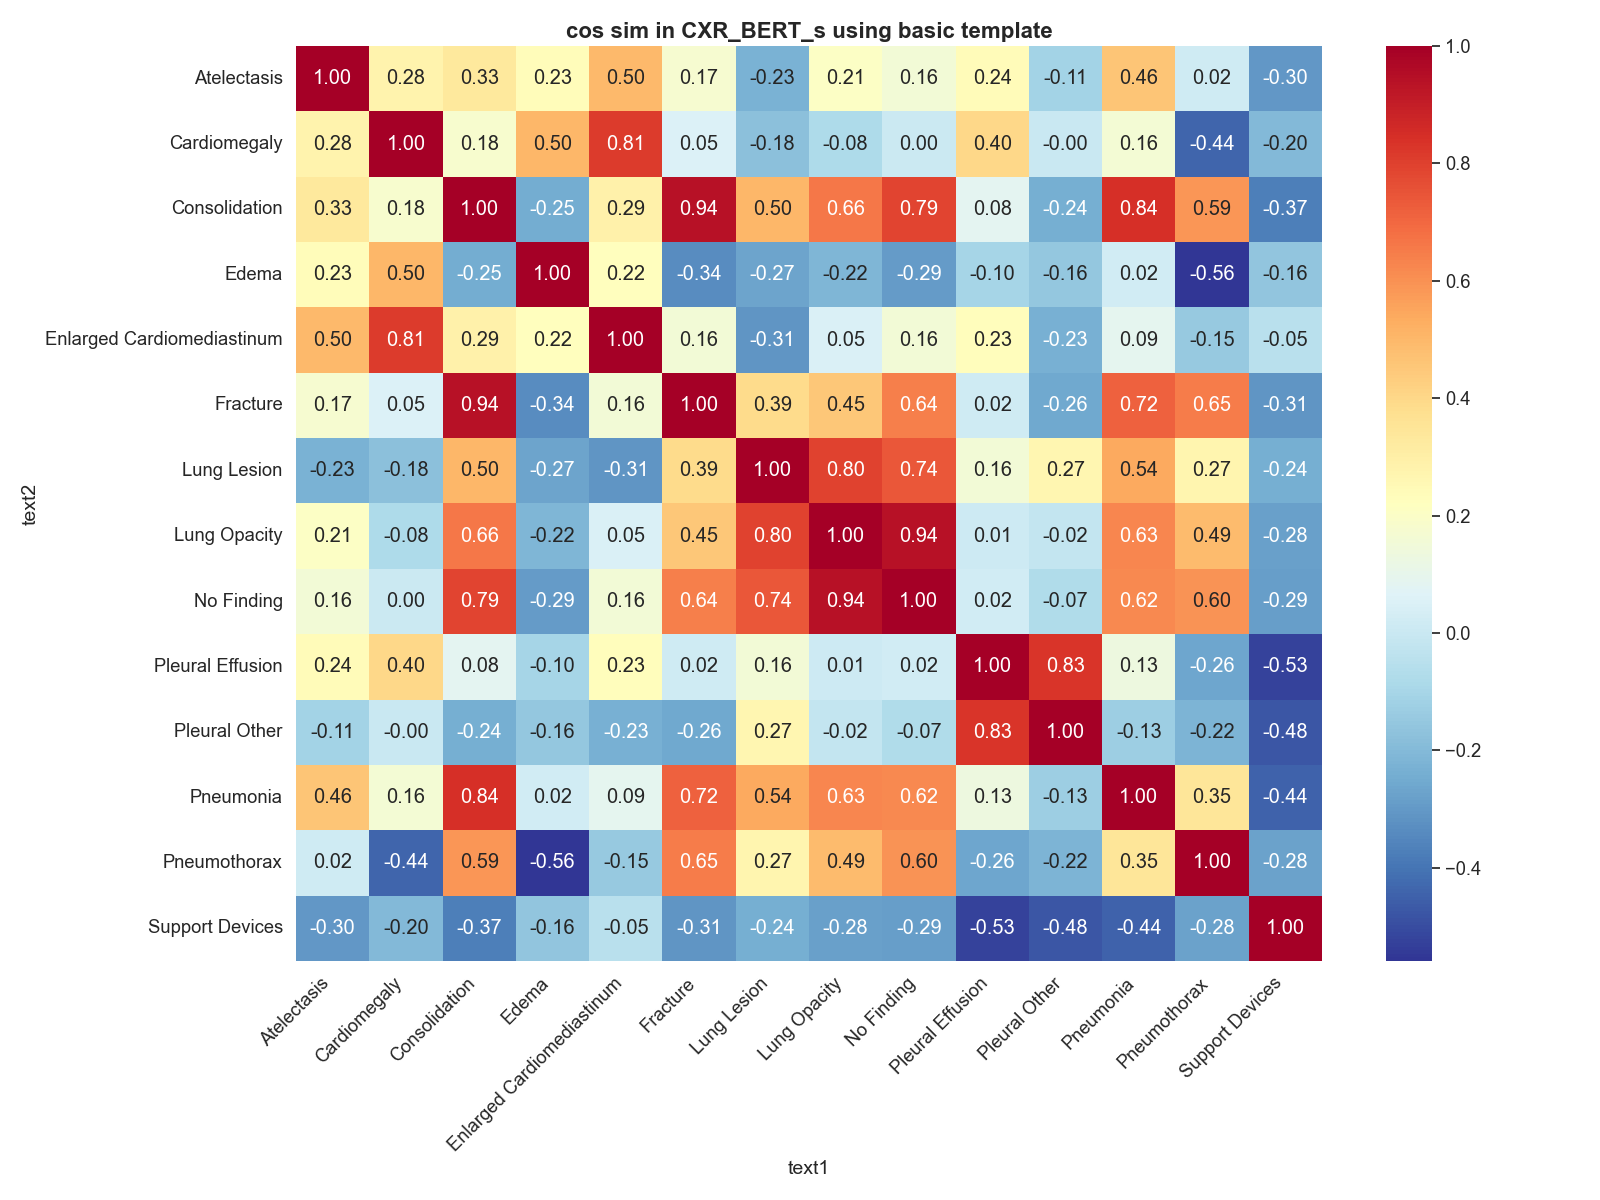 cos sim in CXR_BERT_s using basic template
Atelectasis 1.00 0.28 0.33 0.23 0.50 0.17 -0.23 0.21 0.16 0.24 -0.11 0.46 0.02 -0.30
Cardiomegaly 0.28 1.00 0.18 0.50 0.81 0.05 -0.18 -0.08 0.00 0.40 -0.00 0.16 -0.44 -0.20
Consolidation 0.33 0.18 1.00 -0.25 0.29 0.94 0.50 0.66 0.79 0.08 -0.24 0.84 0.59 -0.37
Edema 0.23 0.50 -0.25 1.00 0.22 -0.34 -0.27 -0.22 -0.29 -0.10 -0.16 0.02 -0.56 -0.16
Enlarged Cardiomediastinum 0.50 0.81 0.29 0.22 1.00 0.16 -0.31 0.05 0.16 0.23 -0.23 0.09 -0.15 -0.05
Fracture 0.17 0.05 0.94 -0.34 0.16 1.00 0.39 0.45 0.64 0.02 -0.26 0.72 0.65 -0.31
Lung Lesion -0.23 -0.18 0.50 -0.27 -0.31 0.39 1.00 0.80 0.74 0.16 0.27 0.54 0.27 -0.24
Lung Opacity 0.21 -0.08 0.66 -0.22 0.05 0.45 0.80 1.00 0.94 0.01 -0.02 0.63 0.49 -0.28
No Finding 0.16 0.00 0.79 -0.29 0.16 0.64 0.74 0.94 1.00 0.02 -0.07 0.62 0.60 -0.29
Pleural Effusion 0.24 0.40 0.08 -0.10 0.23 0.02 0.16 0.01 0.02 1.00 0.83 0.13 -0.26 -0.53
Pleural Other -0.11 -0.00 -0.24 -0.16 -0.23 -0.26 0.27 -0.02 -0.07 0.83 1.00 -0.13 -0.22 -0.48
Pneumonia 0.46 0.16 0.84 0.02 0.09 0.72 0.54 0.63 0.62 0.13 -0.13 1.00 0.35 -0.44
Pneumothorax 0.02 -0.44 0.59 -0.56 -0.15 0.65 0.27 0.49 0.60 -0.26 -0.22 0.35 1.00 -0.28
Support Devices -0.30 -0.20 -0.37 -0.16 -0.05 -0.31 -0.24 -0.28 -0.29 -0.53 -0.48 -0.44 -0.28 1.00
Atelectasis
Cardiomegaly
Consolidation
Edema
Enlarged Cardiomediastinum
Fracture
Lung Lesion
Lung Opacity
No Finding
Pleural Effusion
Pleural Other
Pneumonia
Pneumothorax
Support Devices
text1
text2
1.0
0.8
0.6
0.4
0.2
0.0
−0.2
−0.4